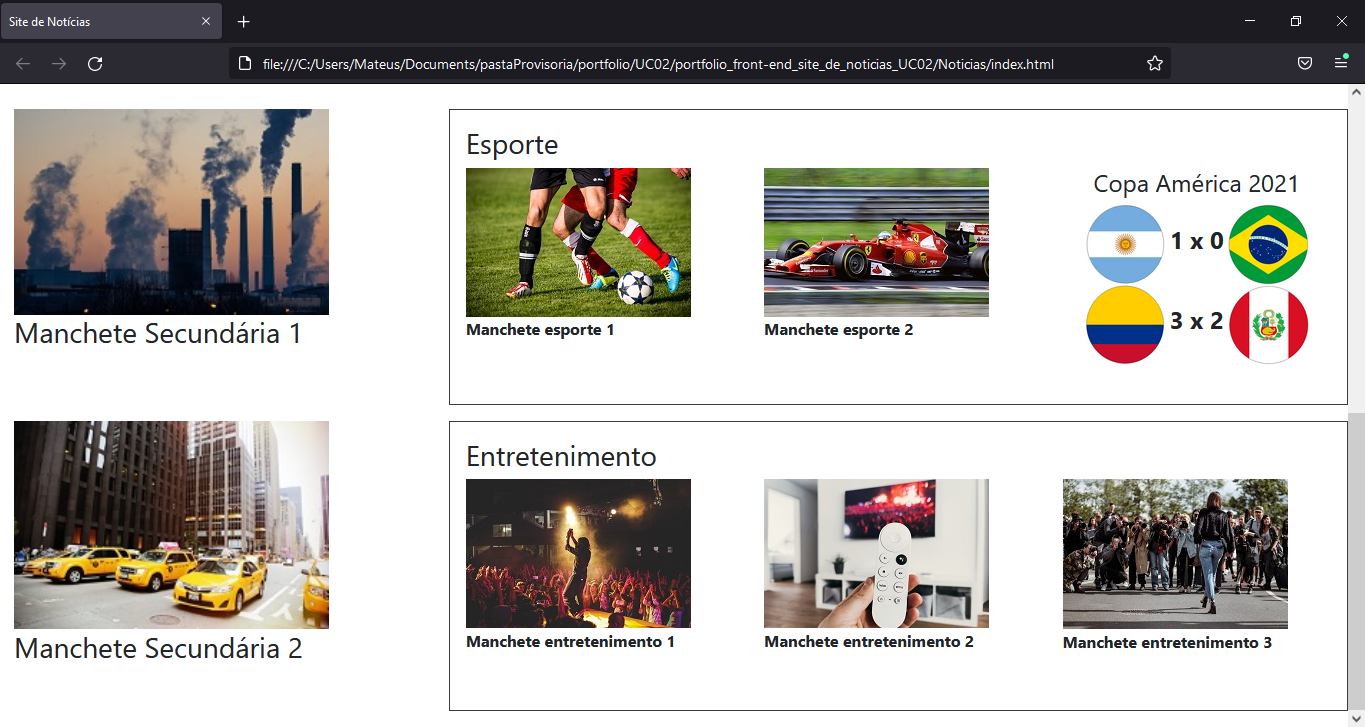 Site de Notícias
file:///C:/Users/Mateus/Documents/pastaProvisoria/portfolio/UC02/portfolio_front-end_site_de_noticias_UC02/Noticias/index.html
Manchete Secundária 1
Esporte
Manchete esporte 1
Manchete esporte 2
Copa América 2021
1 x 0
3 x 2
Manchete Secundária 2
Entretenimento
Manchete entretenimento 1
Manchete entretenimento 2
Manchete entretenimento 3